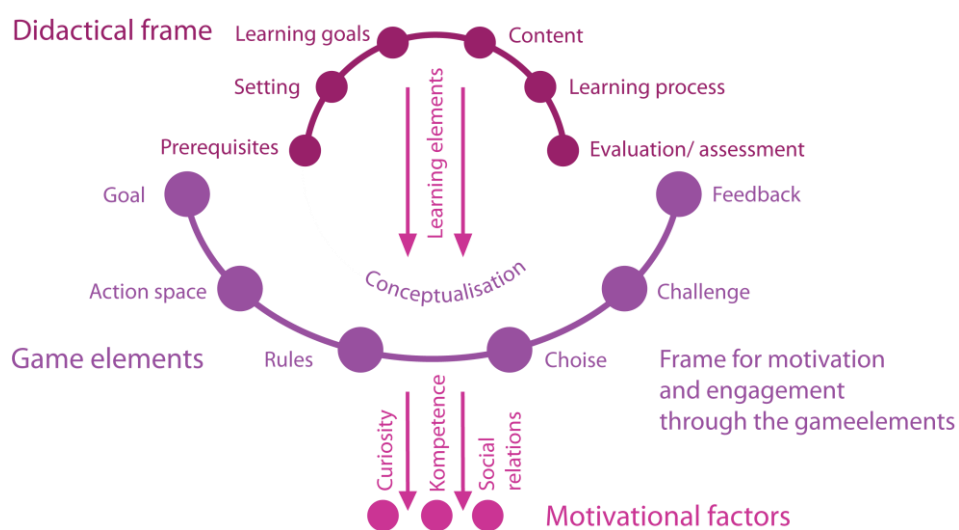 Didactical frame
Learning goals
Content
Setting
Learning process
Prerequisites
Evaluation/ assessment
Learning elements
Goal
Feedback
Action space
Conceptualisation
Challenge
Game elements
Rules
Choise
Frame for motivation
and engagement
through the gameelements
Curiosity
Kompetence
Social
relations
Motivational factors